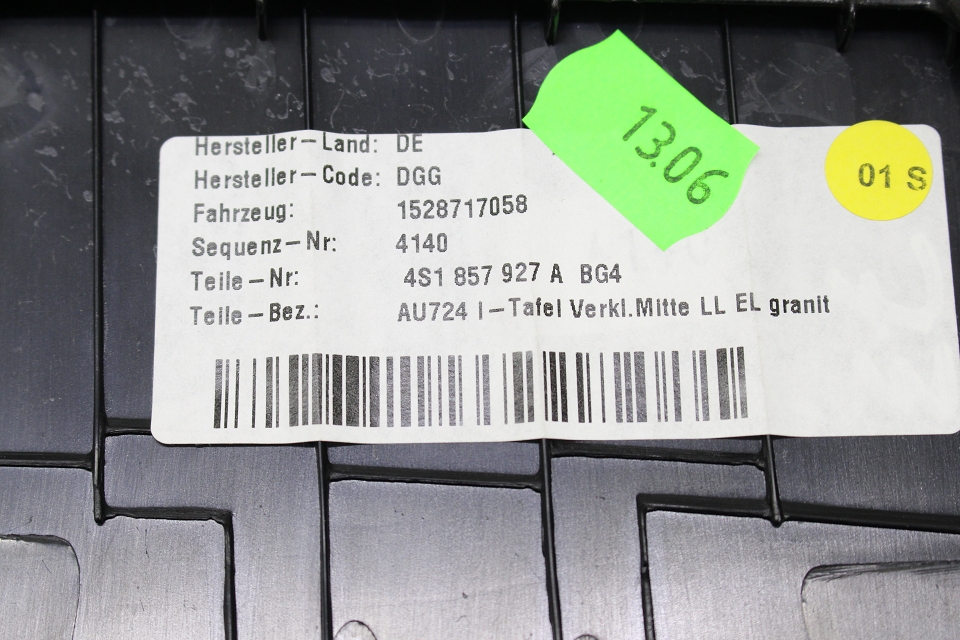 Hersteller-Land: DE
Hersteller-Code: DGG
Fahrzeug: 1528717058
Sequenz-Nr: 4140
Teile-Nr: 4S1 857 927 A BG4
Teile-Bez.: AU724 I-Tafel Verkl.Mitte LL EL granit
13.06
01 S